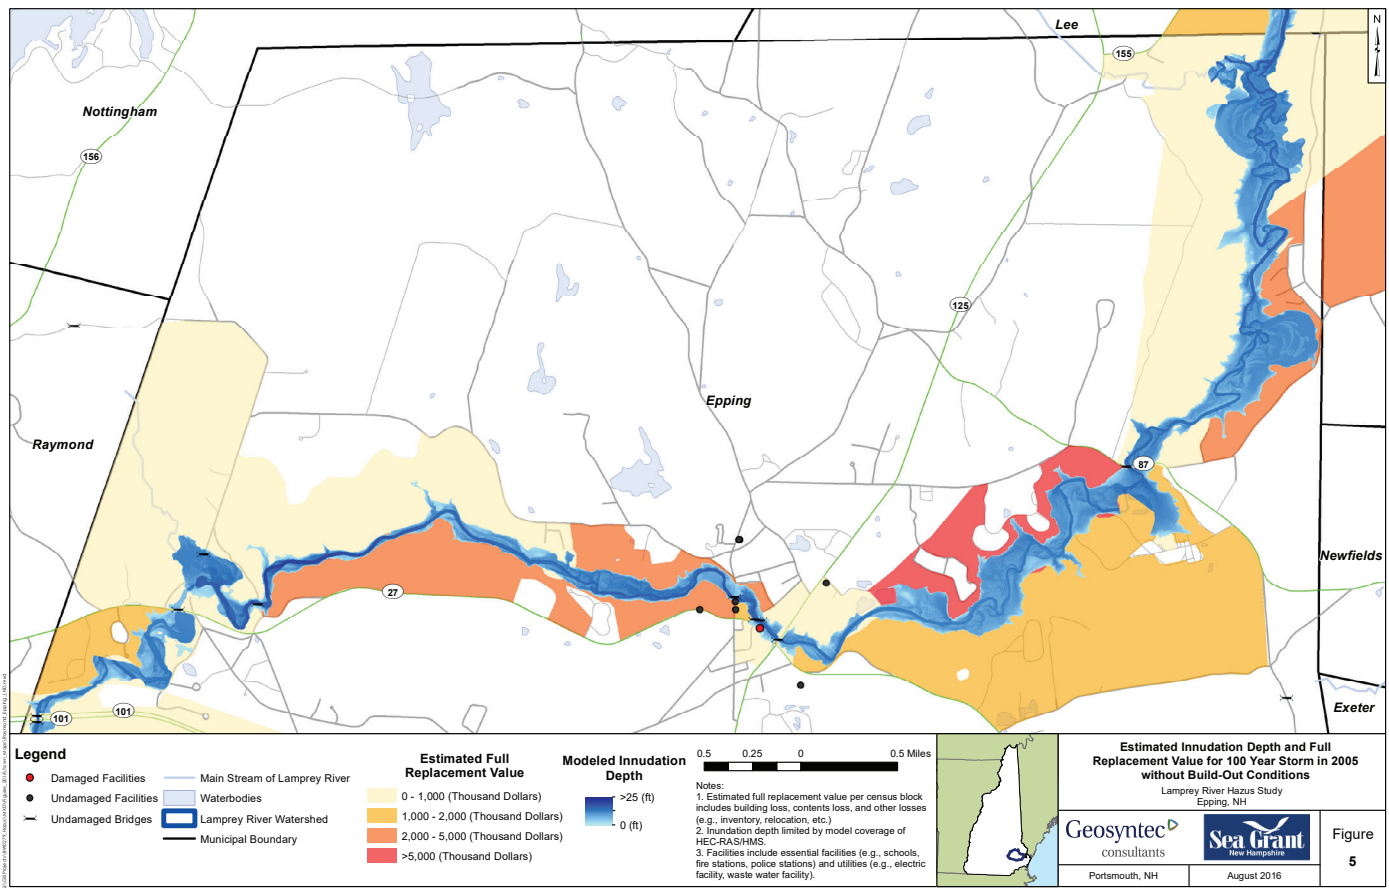 Lee
N
155
Nottingham
156
125
Epping
Raymond
87
Newfields
27
Exeter
101
101
Legend
Damaged Facilities
Undamaged Facilities
Undamaged Bridges
Main Stream of Lamprey River
Waterbodies
Lamprey River Watershed
Municipal Boundary
Estimated Full
Replacement Value
0 - 1,000 (Thousand Dollars)
1,000 - 2,000 (Thousand Dollars)
2,000 - 5,000 (Thousand Dollars)
>5,000 (Thousand Dollars)
Modeled Innudation
Depth
>25 (ft)
0 (ft)
0.5 0.25 0 0.5 Miles
Notes:
1. Estimated full replacement value per census block
includes building loss, contents loss, and other losses
(e.g., inventory, relocation, etc.)
2. Inundation depth limited by model coverage of
HEC-RAS/HMS.
3. Facilities include essential facilities (e.g., schools,
fire stations, police stations) and utilities (e.g., electric
facility, waste water facility).
Estimated Innudation Depth and Full
Replacement Value for 100 Year Storm in 2005
without Build-Out Conditions
Lamprey River Hazus Study
Epping, NH
Geosyntec
consultants
Sea Grant
New Hampshire
Figure
5
Portsmouth, NH
August 2016